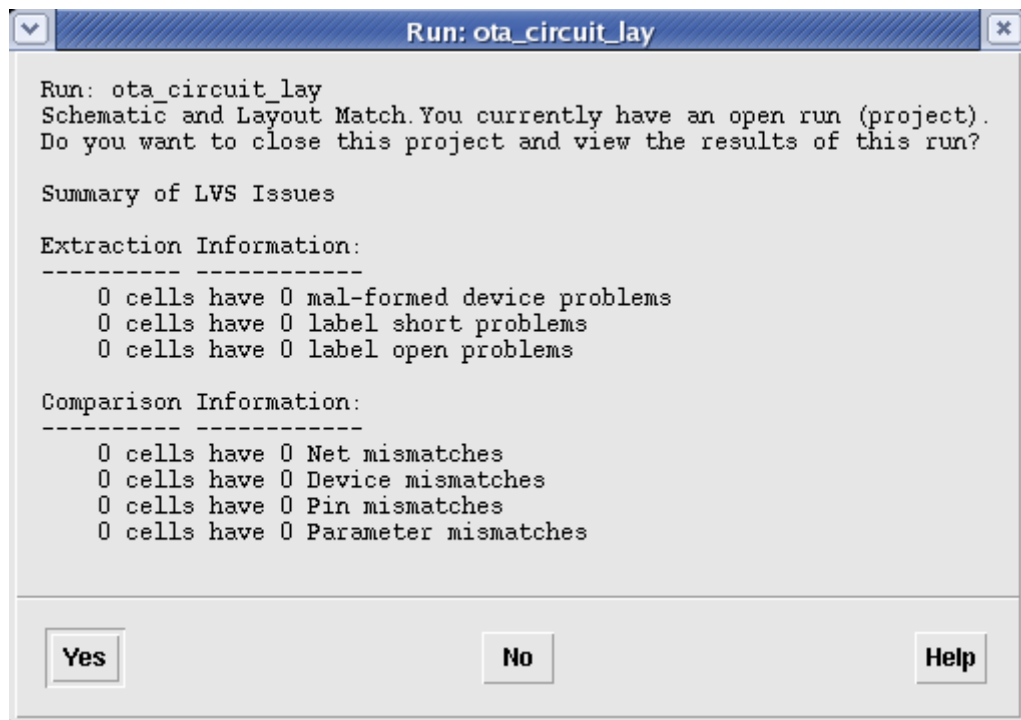 Run: ota_circuit_lay
Run: ota_circuit_lay
Schematic and Layout Match.You currently have an open run (project).
Do you want to close this project and view the results of this run?
Summary of LVS Issues
Extraction Information:
---------- ------------
0 cells have 0 mal-formed device problems
0 cells have 0 label short problems
0 cells have 0 label open problems
Comparison Information:
---------- ------------
0 cells have 0 Net mismatches
0 cells have 0 Device mismatches
0 cells have 0 Pin mismatches
0 cells have 0 Parameter mismatches
Yes No Help